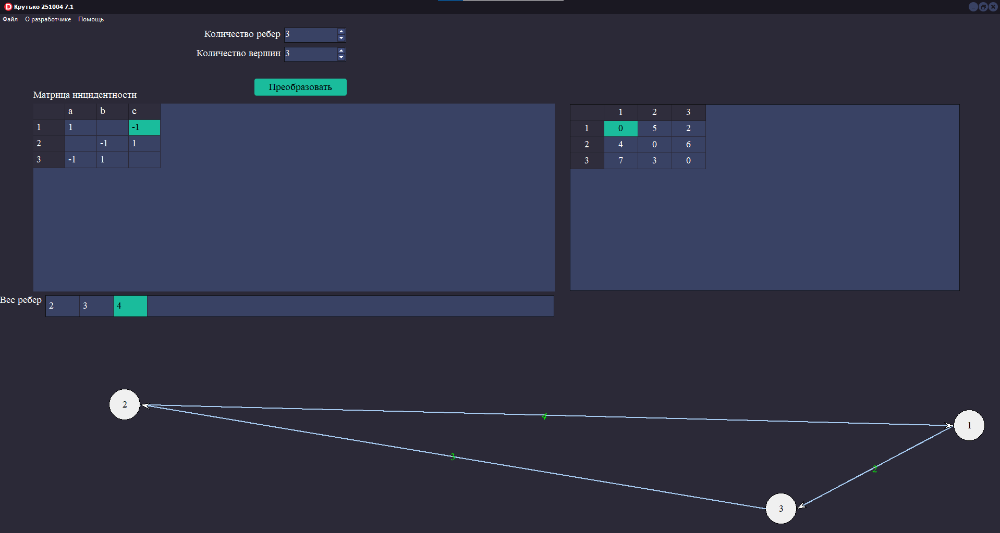 Крутько 251004 7.1
Файл О разработчике Помощь
Количество ребер 3
Количество вершин 3
Преобразовать
Матрица инцидентности
a b c
1 1 -1
2 -1 1
3 -1 1
1 2 3
1 0 5 2
2 4 0 6
3 7 3 0
Вес ребер 2 3 4
2
4
1
3
2
3